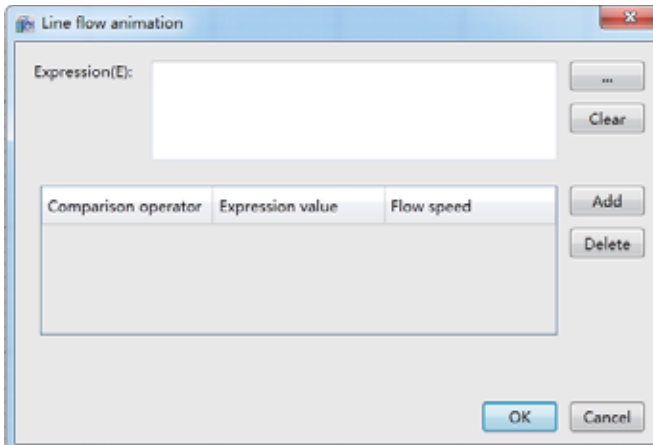 Line flow animation
Expression(E):
...
Clear
Comparison operator Expression value Flow speed
Add
Delete
OK Cancel